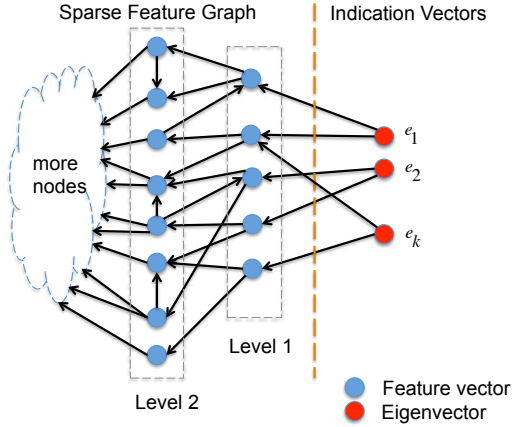 Sparse Feature Graph
Indication Vectors
more
nodes
e1
e2
ek
Level 1
Level 2
Feature vector
Eigenvector